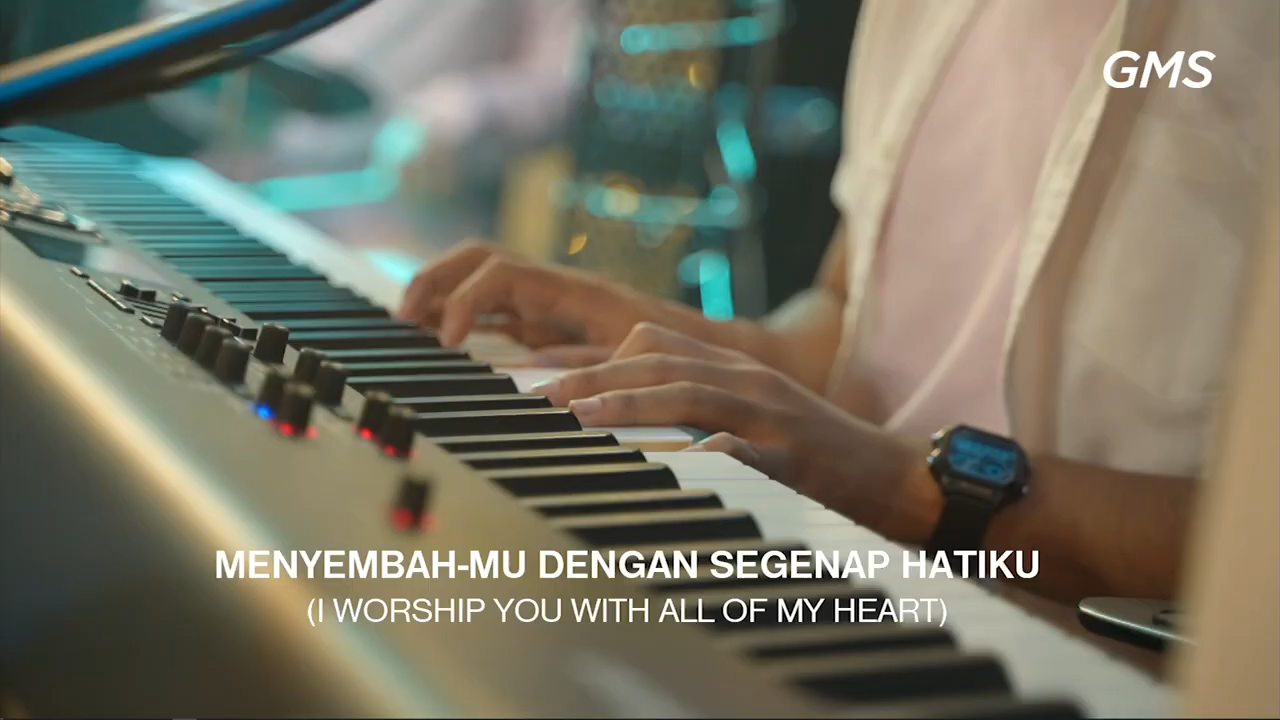 GMS
MENYEMBAH-MU DENGAN SEGENAP HATIKU
(I WORSHIP YOU WITH ALL OF MY HEART)